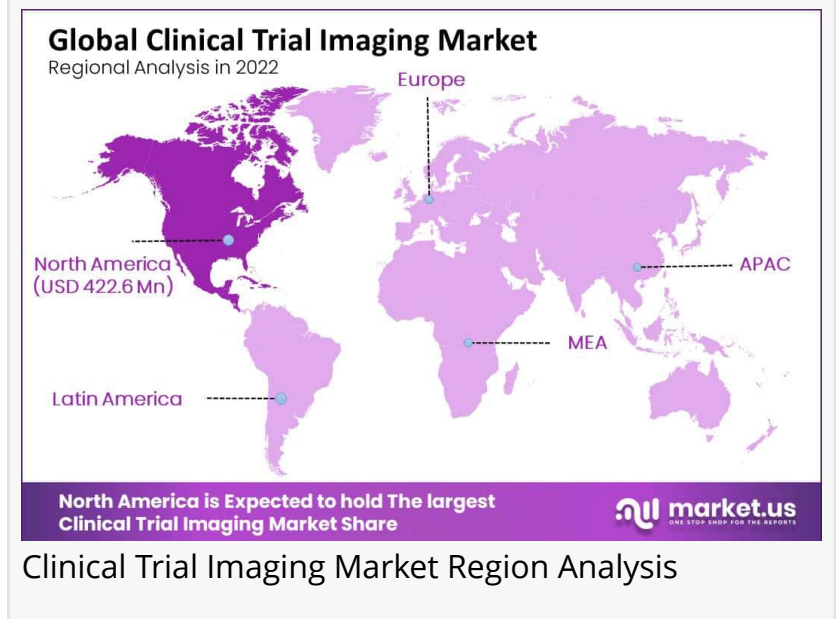 Global Clinical Trial Imaging Market
Regional Analysis in 2022
Europe
North America
(USD 422.6 Mn)
APAC
MEA
Latin America
North America is Expected to hold The largest
Clinical Trial Imaging Market Share
market.us
ONE STOP SHOP FOR THE REPORTS
Clinical Trial Imaging Market Region Analysis